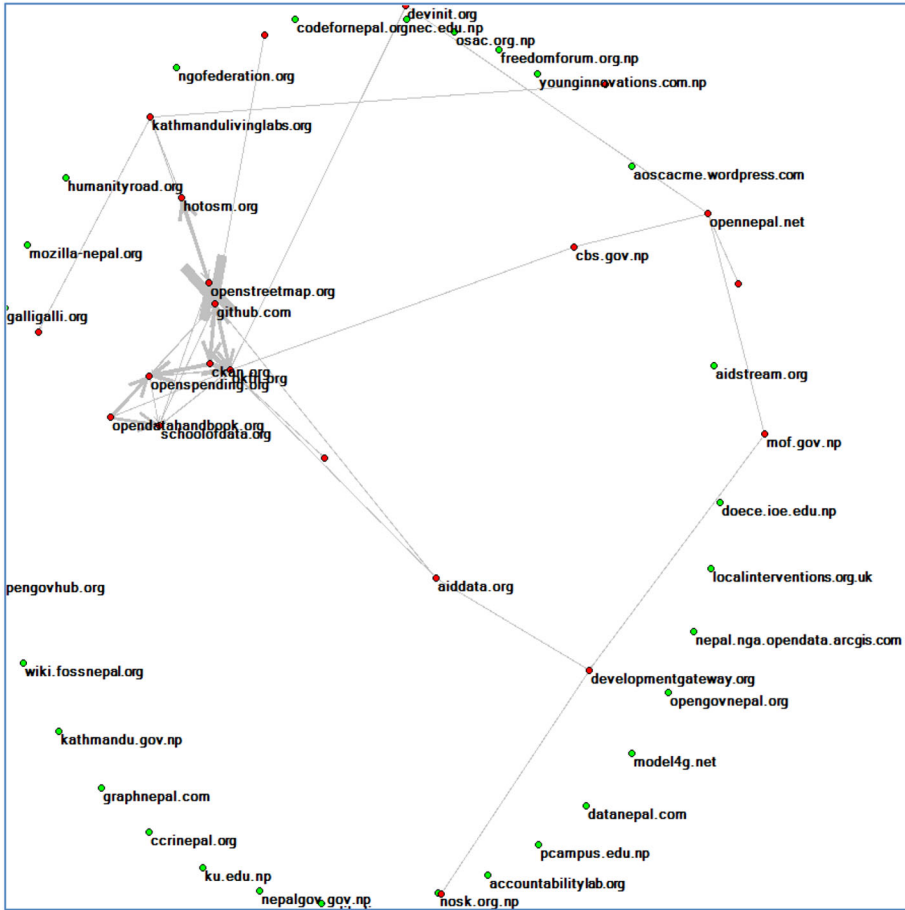 devinit.org
codefornepal.orgnec.edu.np
osac.org.np
freedomforum.org.np
ngofederation.org
younginnovations.com.np
kathmandulivinglabs.org
aoscacme.wordpress.com
humanityroad.org
hotosm.org
opennepal.net
mozilla-nepal.org
cbs.gov.np
openstreetmap.org
github.com
galligalli.org
ckan.org
okfn.org
aidstream.org
openspending.org
opendatahandbook.org
schoolofdata.org
mof.gov.np
doece.ioe.edu.np
localinterventions.org.uk
pengovhub.org
aiddata.org
nepal.nga.opendata.arcgis.com
wiki.fossnepal.org
developmentgateway.org
opengovnepal.org
kathmandu.gov.np
model4g.net
graphnepal.com
datanepal.com
ccrinepal.org
pcampus.edu.np
ku.edu.np
accountabilitylab.org
nepalgov.gov.np
nosk.org.np